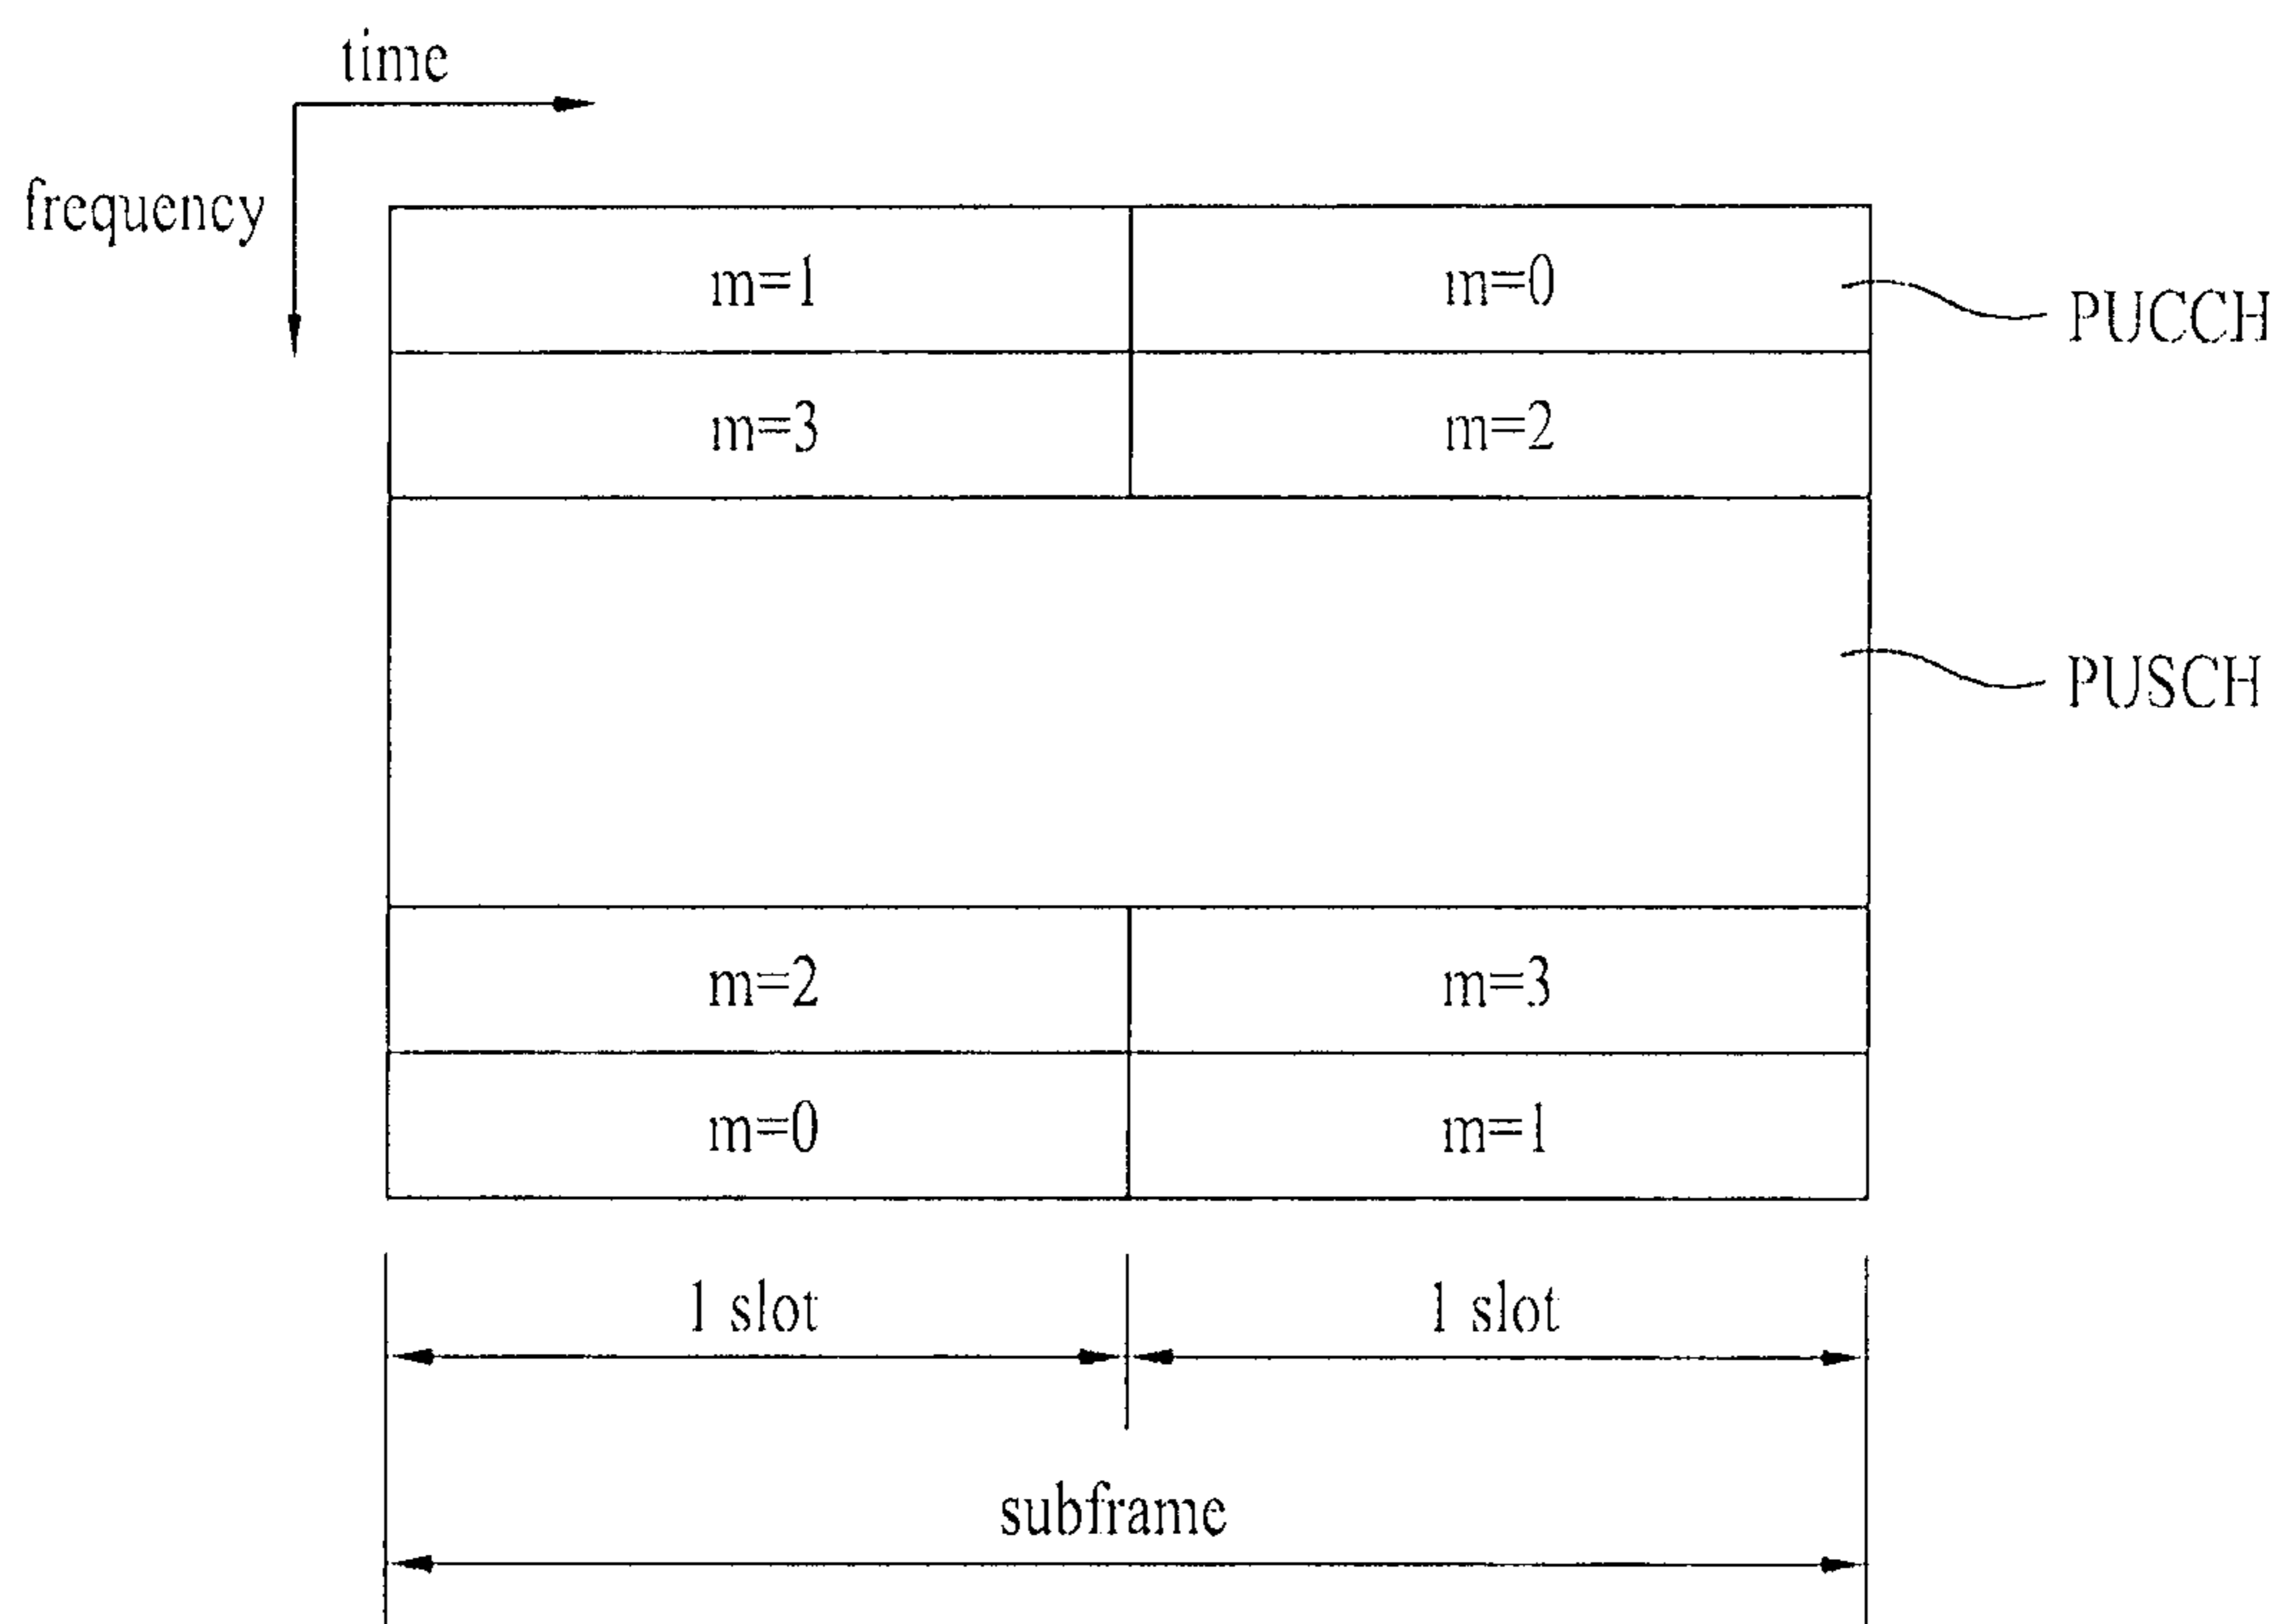 time
frequency
m=1 m=0
PUCCH
m=3 m=2
PUSCH
m=2 m=3
m=0 m=1
1 slot 1 slot
subframe